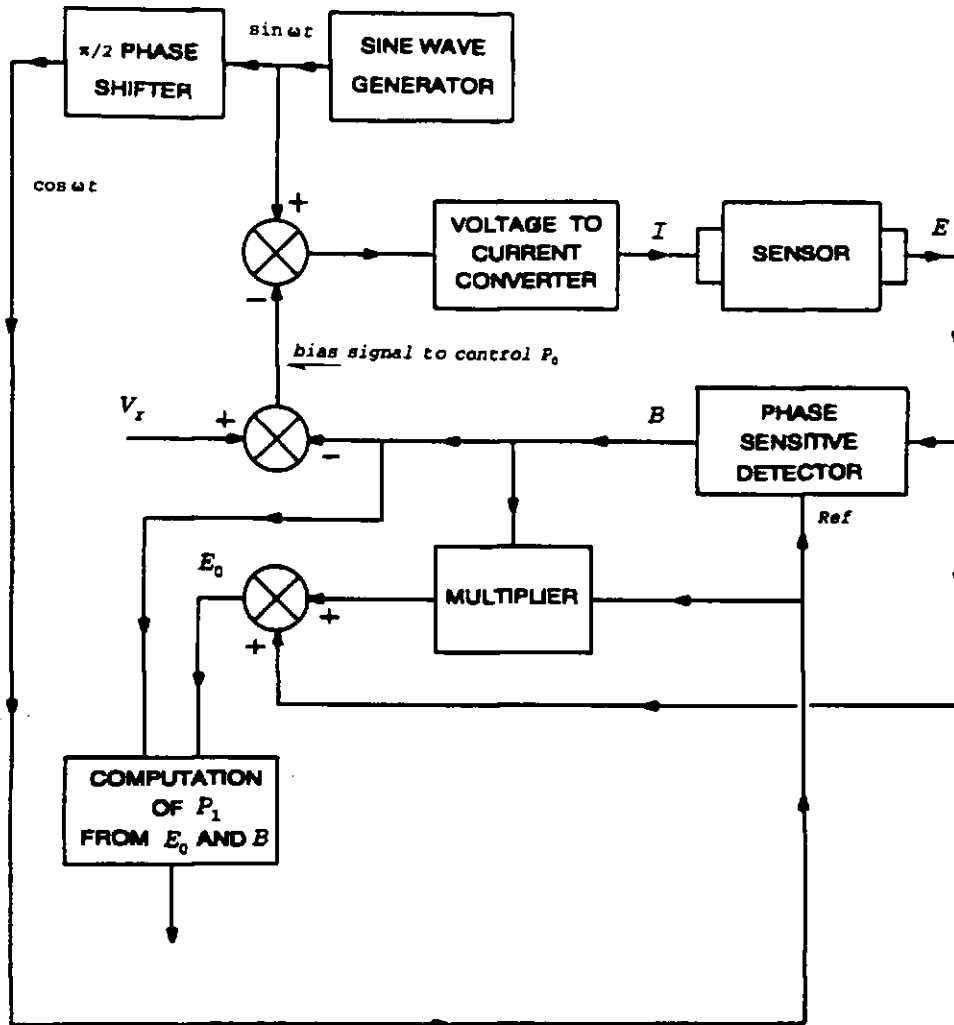 sin ωt
π/2 PHASE
SHIFTER
SINE WAVE
GENERATOR
cos ωt
+
−
VOLTAGE TO
CURRENT
CONVERTER
I
SENSOR
E
bias signal to control P₀
V_r
+
−
B
PHASE
SENSITIVE
DETECTOR
Ref
E₀
+
+
MULTIPLIER
COMPUTATION
OF P₁
FROM E₀ AND B